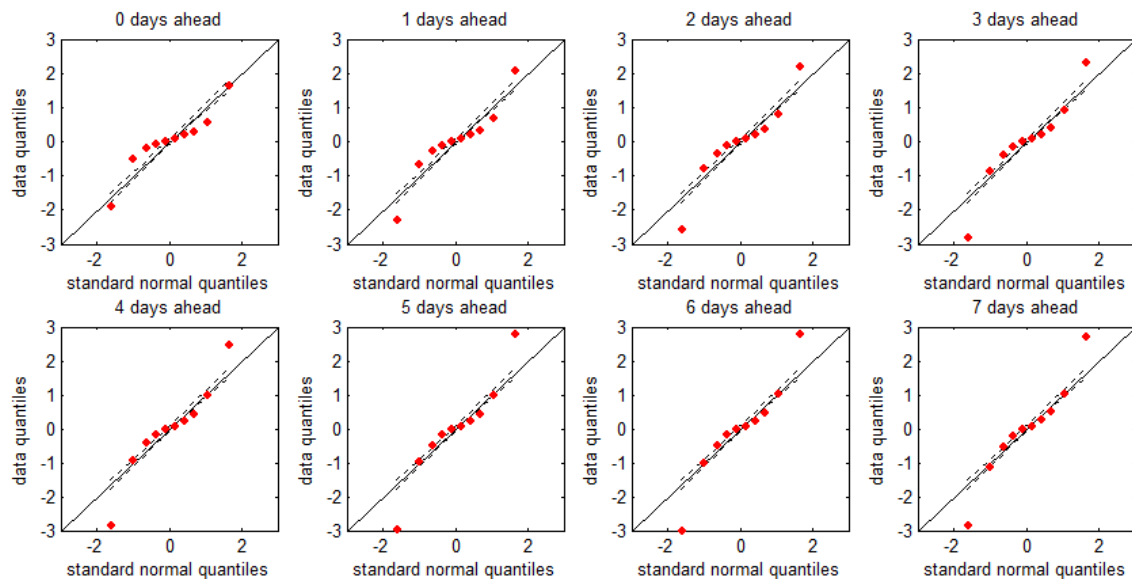 0 days ahead 1 days ahead 2 days ahead 3 days ahead
3 3 3 3
2 2 2 2
1 1 1 1
0 0 0 0
-1 -1 -1 -1
-2 -2 -2 -2
-3 -3 -3 -3
data quantiles data quantiles data quantiles data quantiles
-2 0 2 -2 0 2 -2 0 2 -2 0 2
standard normal quantiles standard normal quantiles standard normal quantiles standard normal quantiles
4 days ahead 5 days ahead 6 days ahead 7 days ahead
3 3 3 3
2 2 2 2
1 1 1 1
0 0 0 0
-1 -1 -1 -1
-2 -2 -2 -2
-3 -3 -3 -3
data quantiles data quantiles data quantiles data quantiles
-2 0 2 -2 0 2 -2 0 2 -2 0 2
standard normal quantiles standard normal quantiles standard normal quantiles standard normal quantiles